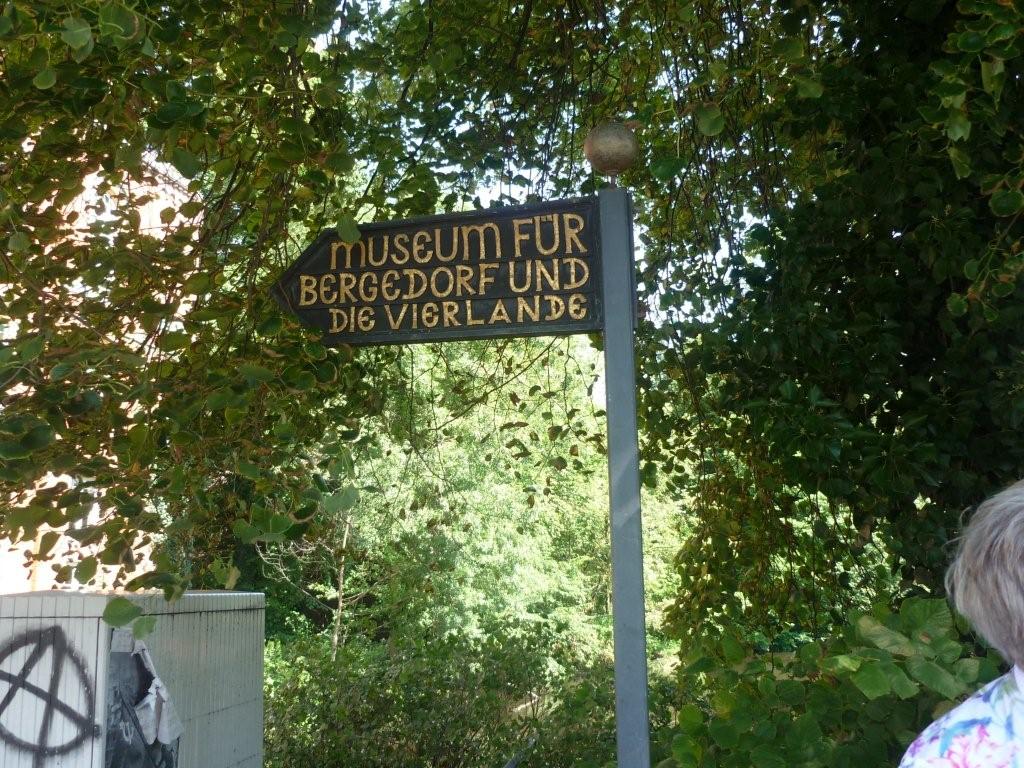 MUSEUM FÜR
BERGEDORF UND
DIE VIERLANDE